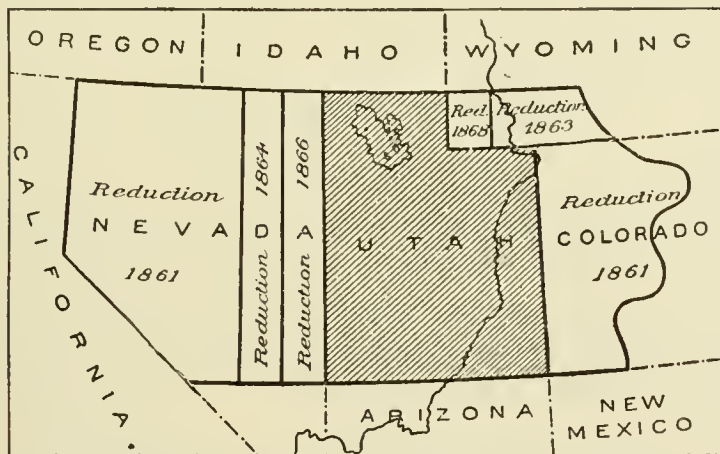 OREGON
IDAHO
WYOMING
CALIFORNIA.
Reduction
NEVADA
1861
Reduction 1864
Reduction 1866
UTAH
Red.
1868
Reduction
1863
Reduction
COLORADO
1861
ARIZONA
NEW
MEXICO